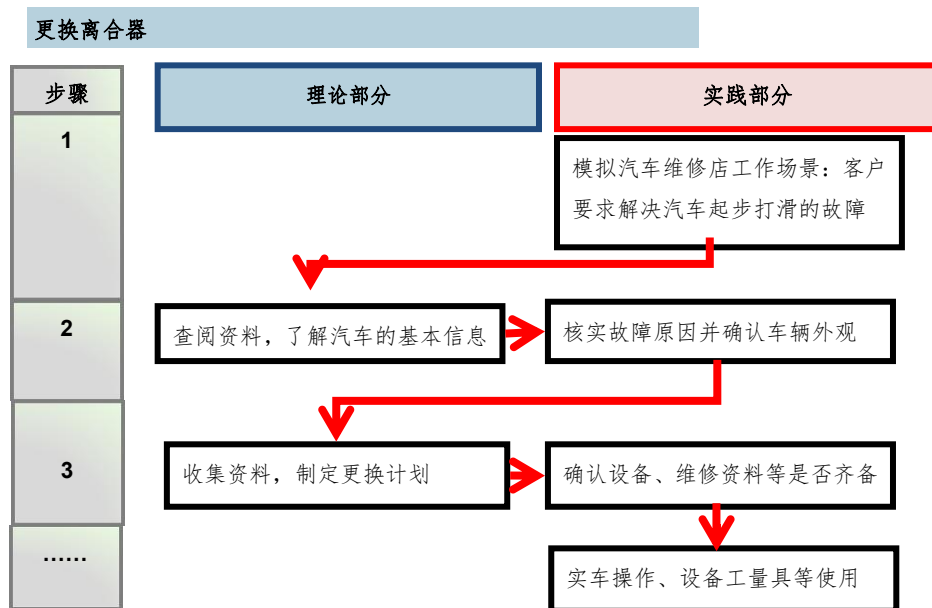 更换离合器
步骤
理论部分
实践部分
1
模拟汽车维修店工作场景：客户
要求解决汽车起步打滑的故障
2
查阅资料，了解汽车的基本信息
核实故障原因并确认车辆外观
3
收集资料，制定更换计划
确认设备、维修资料等是否齐备
……
实车操作、设备工量具等使用